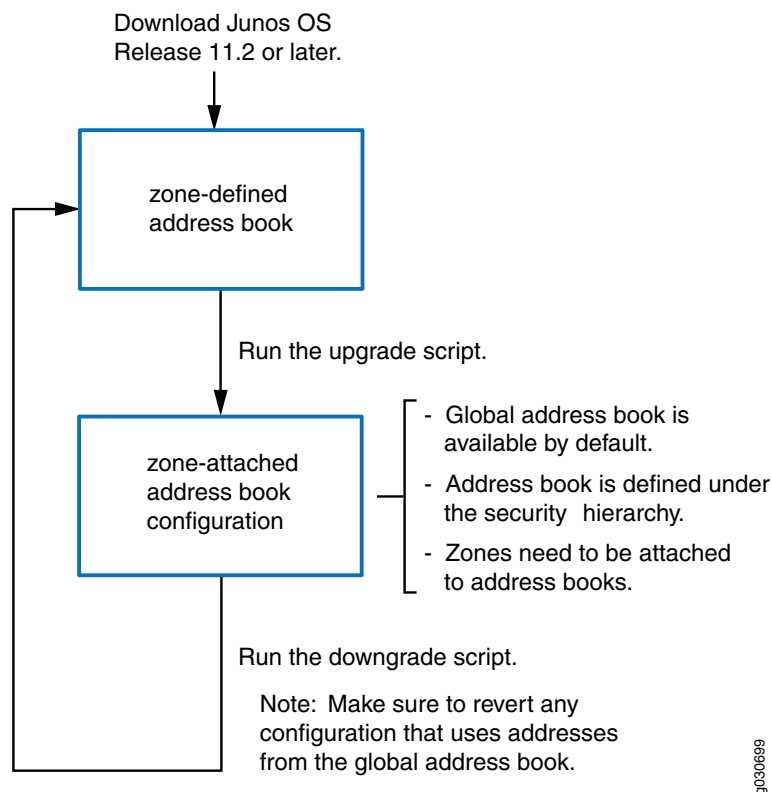 Download Junos OS
Release 11.2 or later.
zone-defined
address book
Run the upgrade script.
zone-attached
address book
configuration
- Global address book is
available by default.
- Address book is defined under
the security hierarchy.
- Zones need to be attached
to address books.
Run the downgrade script.
Note: Make sure to revert any
configuration that uses addresses
from the global address book.
g030699